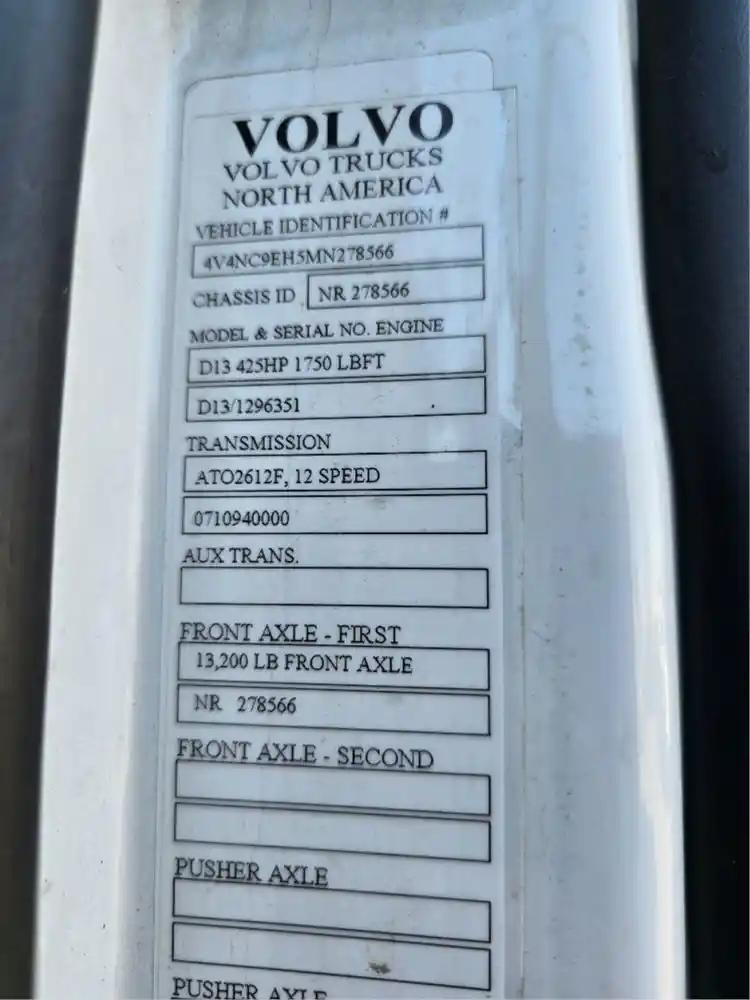 VOLVO
VOLVO TRUCKS
NORTH AMERICA
VEHICLE IDENTIFICATION #
4V4NC9EH5MN278566
CHASSIS ID NR 278566
MODEL & SERIAL NO. ENGINE
D13 425HP 1750 LBFT
D13/1296351
TRANSMISSION
ATO2612F, 12 SPEED
0710940000
AUX TRANS.
FRONT AXLE - FIRST
13,200 LB FRONT AXLE
NR 278566
FRONT AXLE - SECOND
PUSHER AXLE
PUSHER AXLE